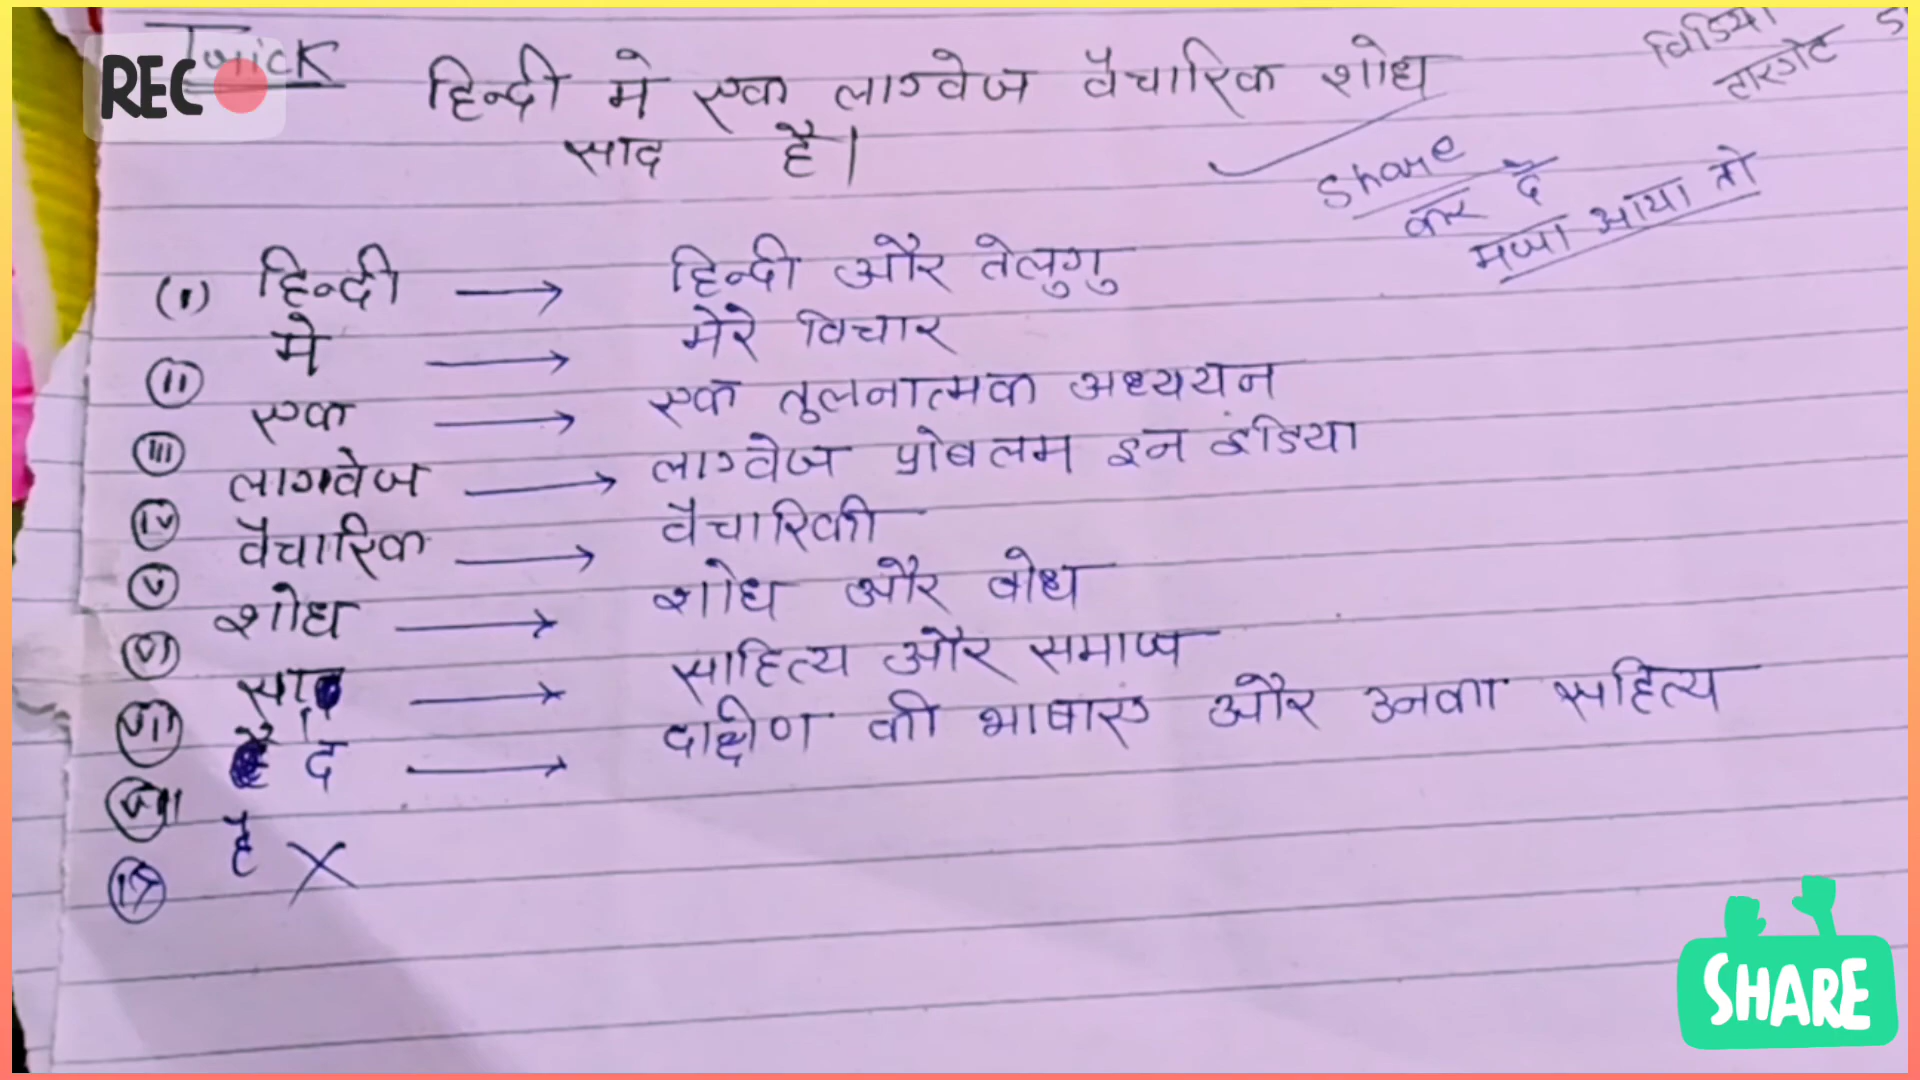 Trick
REC
हिन्दी मे एक लाग्वेज वैचारिक शोध
साद है।
विडिया
टारगेट
Share
कर दें
मजा आया तो
(i) हिन्दी → हिन्दी और तेलुगु
(ii) मे → मेरे विचार
(iii) एक → एक तुलनात्मक अध्ययन
(iv) लाग्वेज → लाग्वेज प्रोबलम इन इंडिया
(v) वैचारिक → वैचारिकी
(vi) शोध → शोध और बोध
(vii) सा → साहित्य और समाज
(viii) द → दक्षिण की भाषाएं और उनका सहित्य
है ×
SHARE